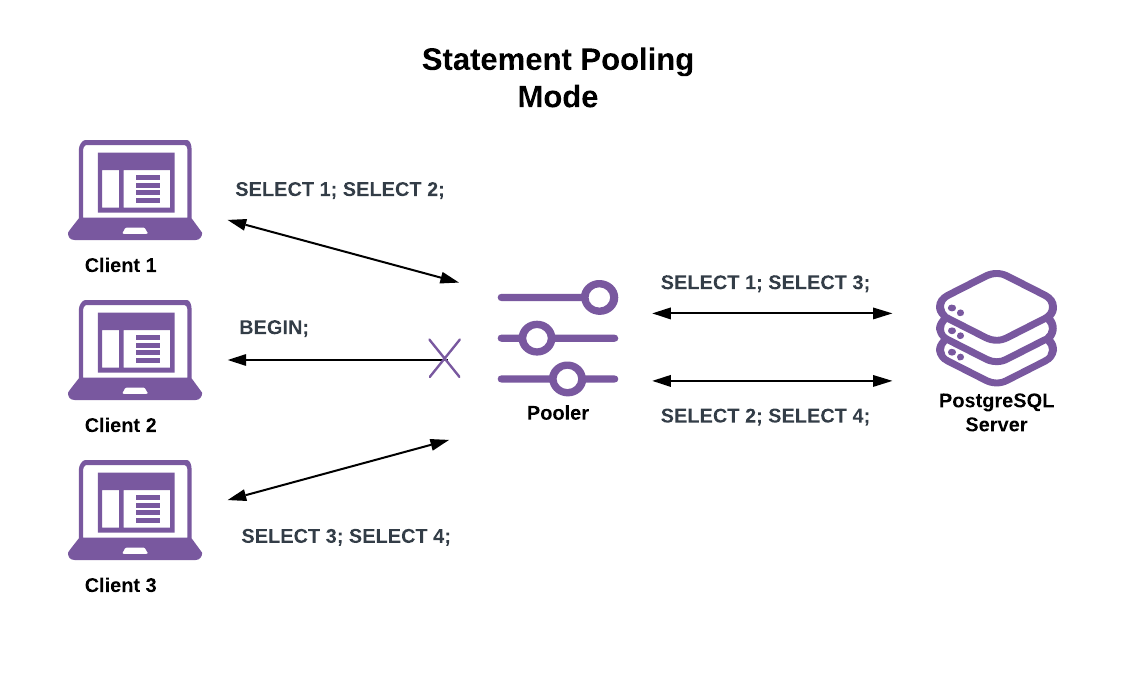 Statement Pooling
Mode
SELECT 1; SELECT 2;
Client 1
BEGIN;
Client 2
SELECT 3; SELECT 4;
Client 3
Pooler
SELECT 1; SELECT 3;
SELECT 2; SELECT 4;
PostgreSQL
Server